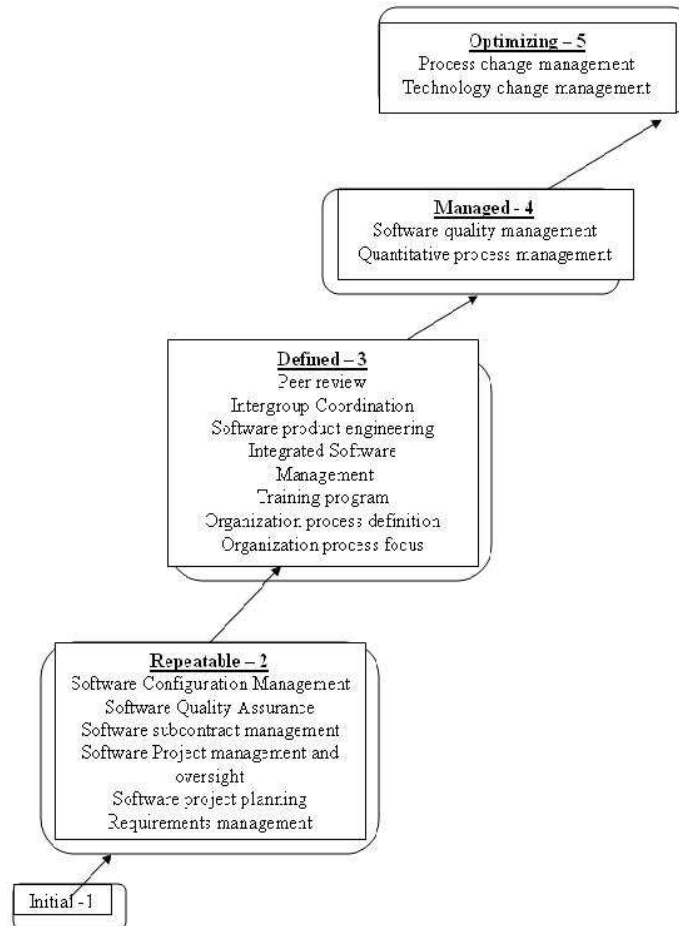 Optimizing – 5
Process change management
Technology change management
Managed - 4
Software quality management
Quantitative process management
Defined – 3
Peer review
Intergroup Coordination
Software product engineering
Integrated Software
Management
Training program
Organization process definition
Organization process focus
Repeatable – 2
Software Configuration Management
Software Quality Assurance
Software subcontract management
Software Project management and
oversight
Software project planning
Requirements management
Initial -1